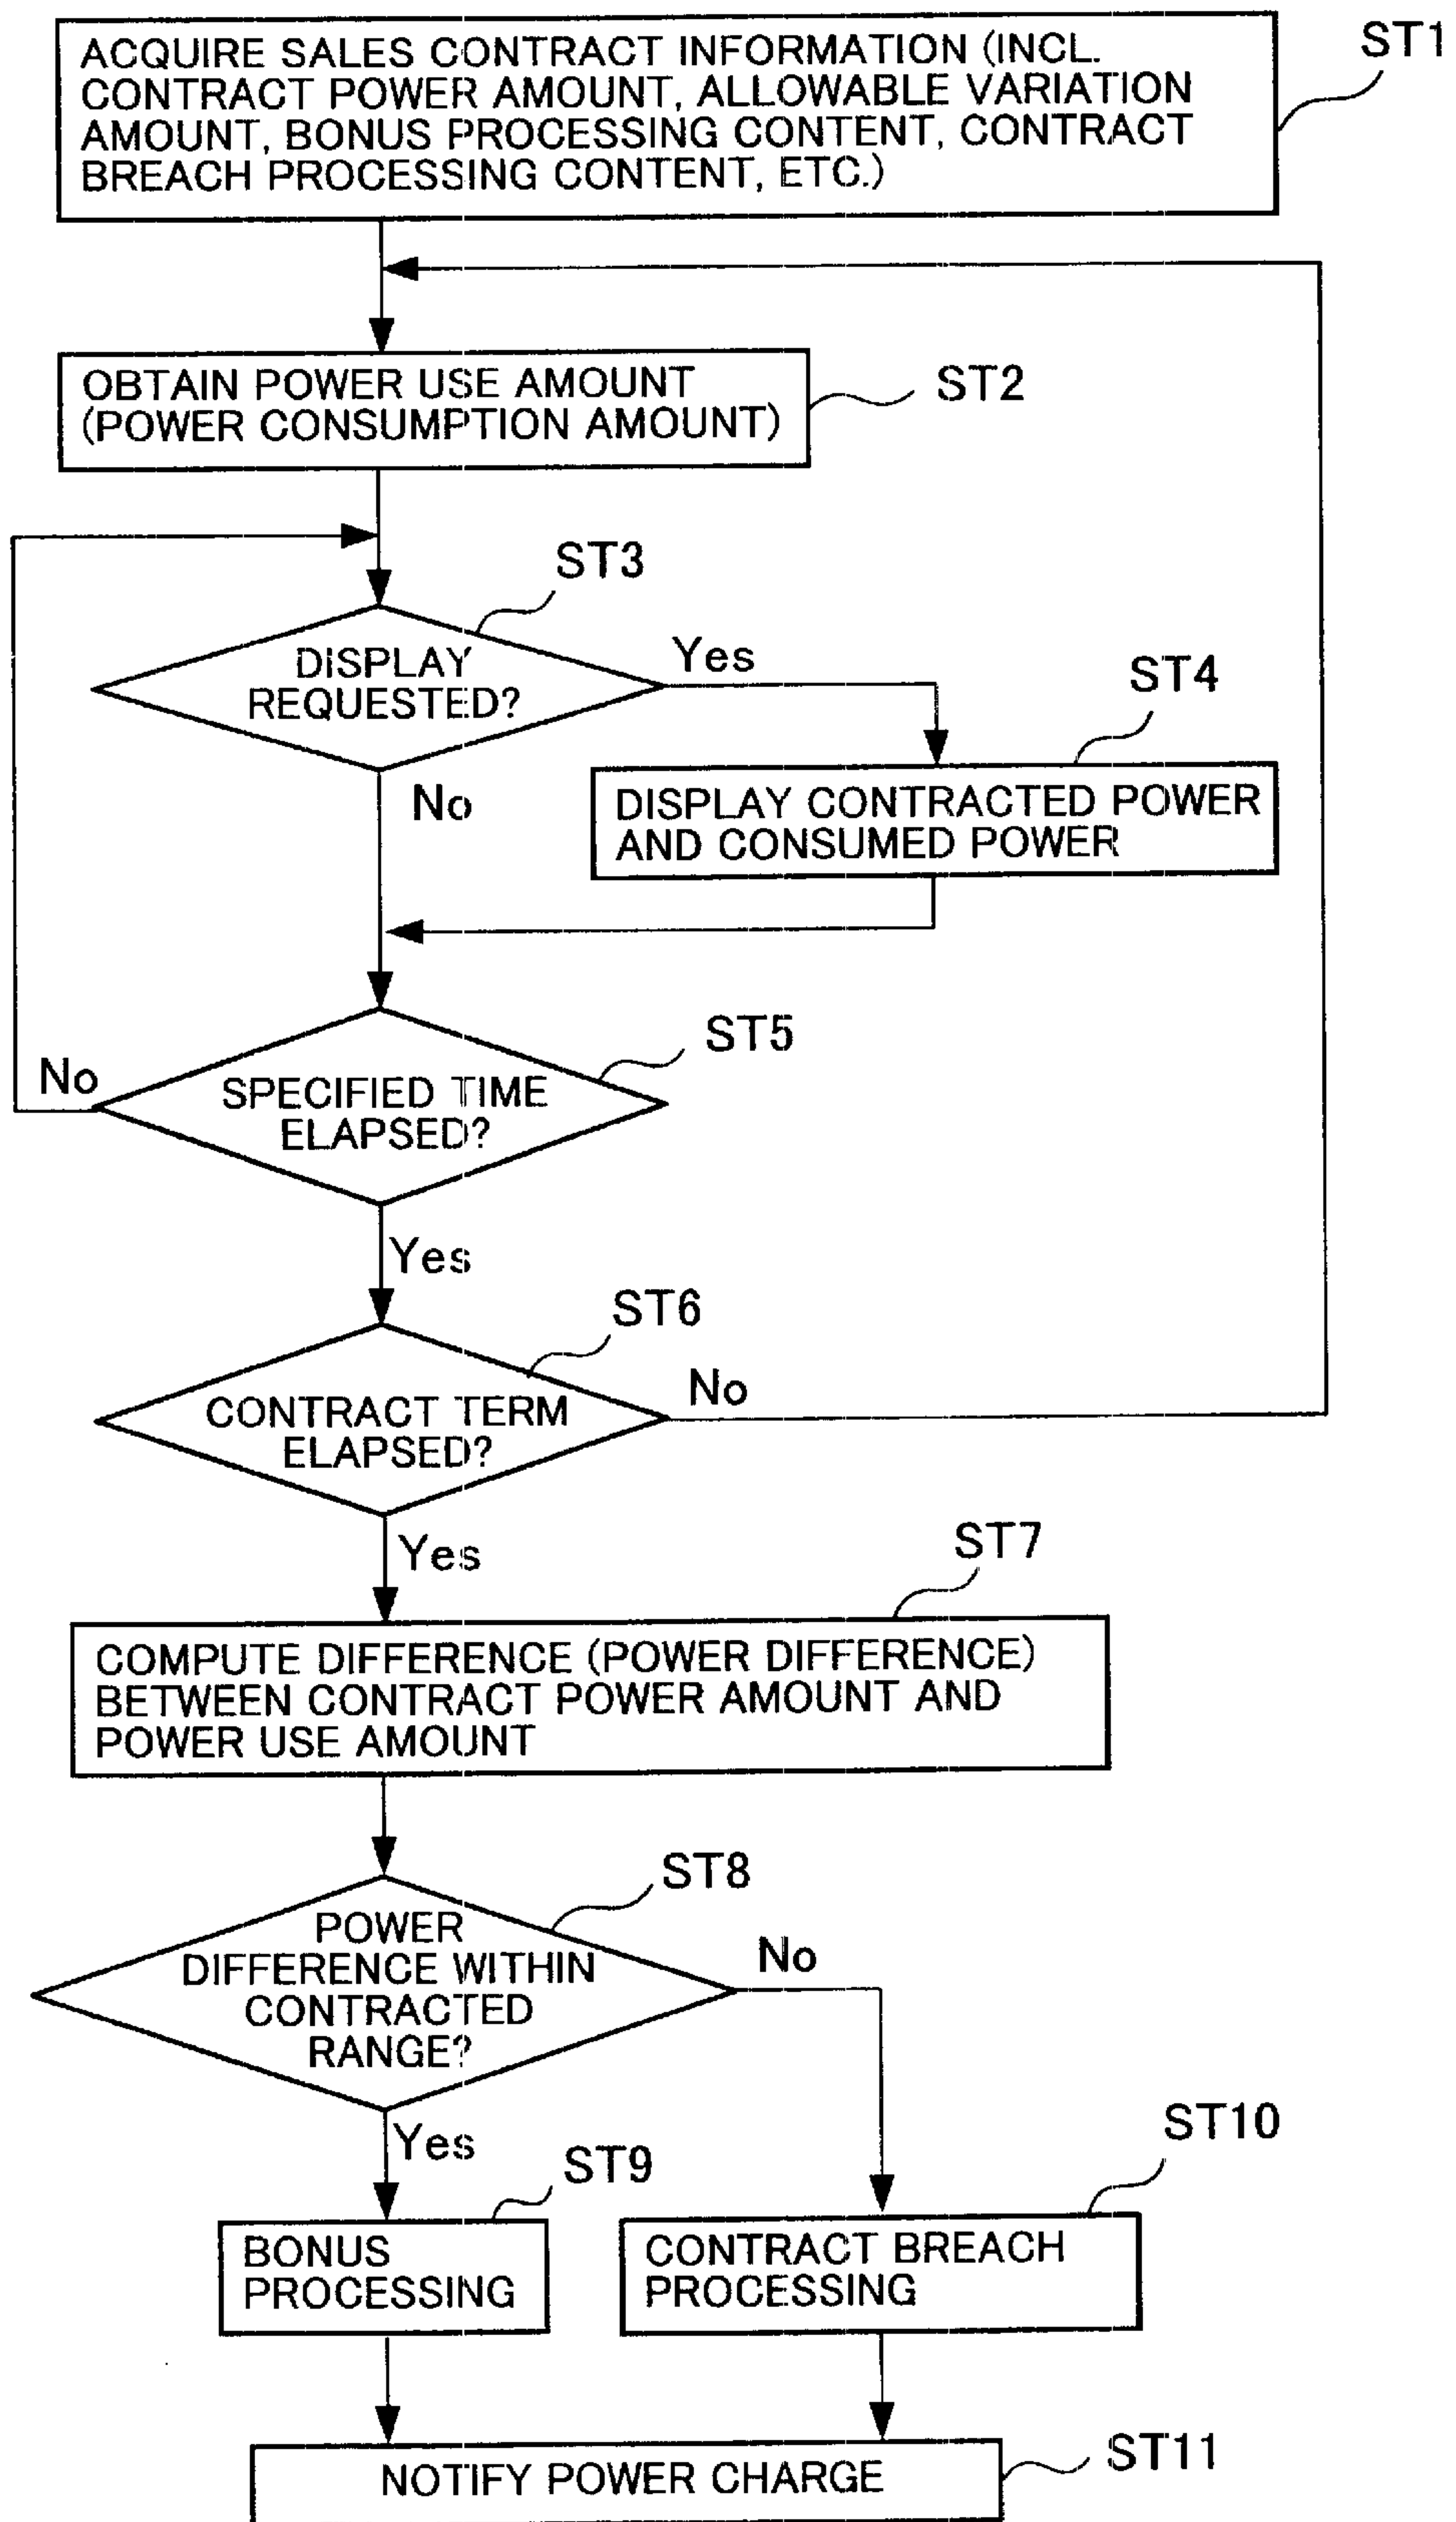 ACQUIRE SALES CONTRACT INFORMATION (INCL.
CONTRACT POWER AMOUNT, ALLOWABLE VARIATION
AMOUNT, BONUS PROCESSING CONTENT, CONTRACT
BREACH PROCESSING CONTENT, ETC.)
ST1
OBTAIN POWER USE AMOUNT
(POWER CONSUMPTION AMOUNT)
ST2
ST3
DISPLAY
REQUESTED?
Yes
No
ST4
DISPLAY CONTRACTED POWER
AND CONSUMED POWER
ST5
No
SPECIFIED TIME
ELAPSED?
Yes
ST6
CONTRACT TERM
ELAPSED?
No
Yes
ST7
COMPUTE DIFFERENCE (POWER DIFFERENCE)
BETWEEN CONTRACT POWER AMOUNT AND
POWER USE AMOUNT
ST8
POWER
DIFFERENCE WITHIN
CONTRACTED
RANGE?
No
Yes
ST9
BONUS
PROCESSING
ST10
CONTRACT BREACH
PROCESSING
NOTIFY POWER CHARGE
ST11